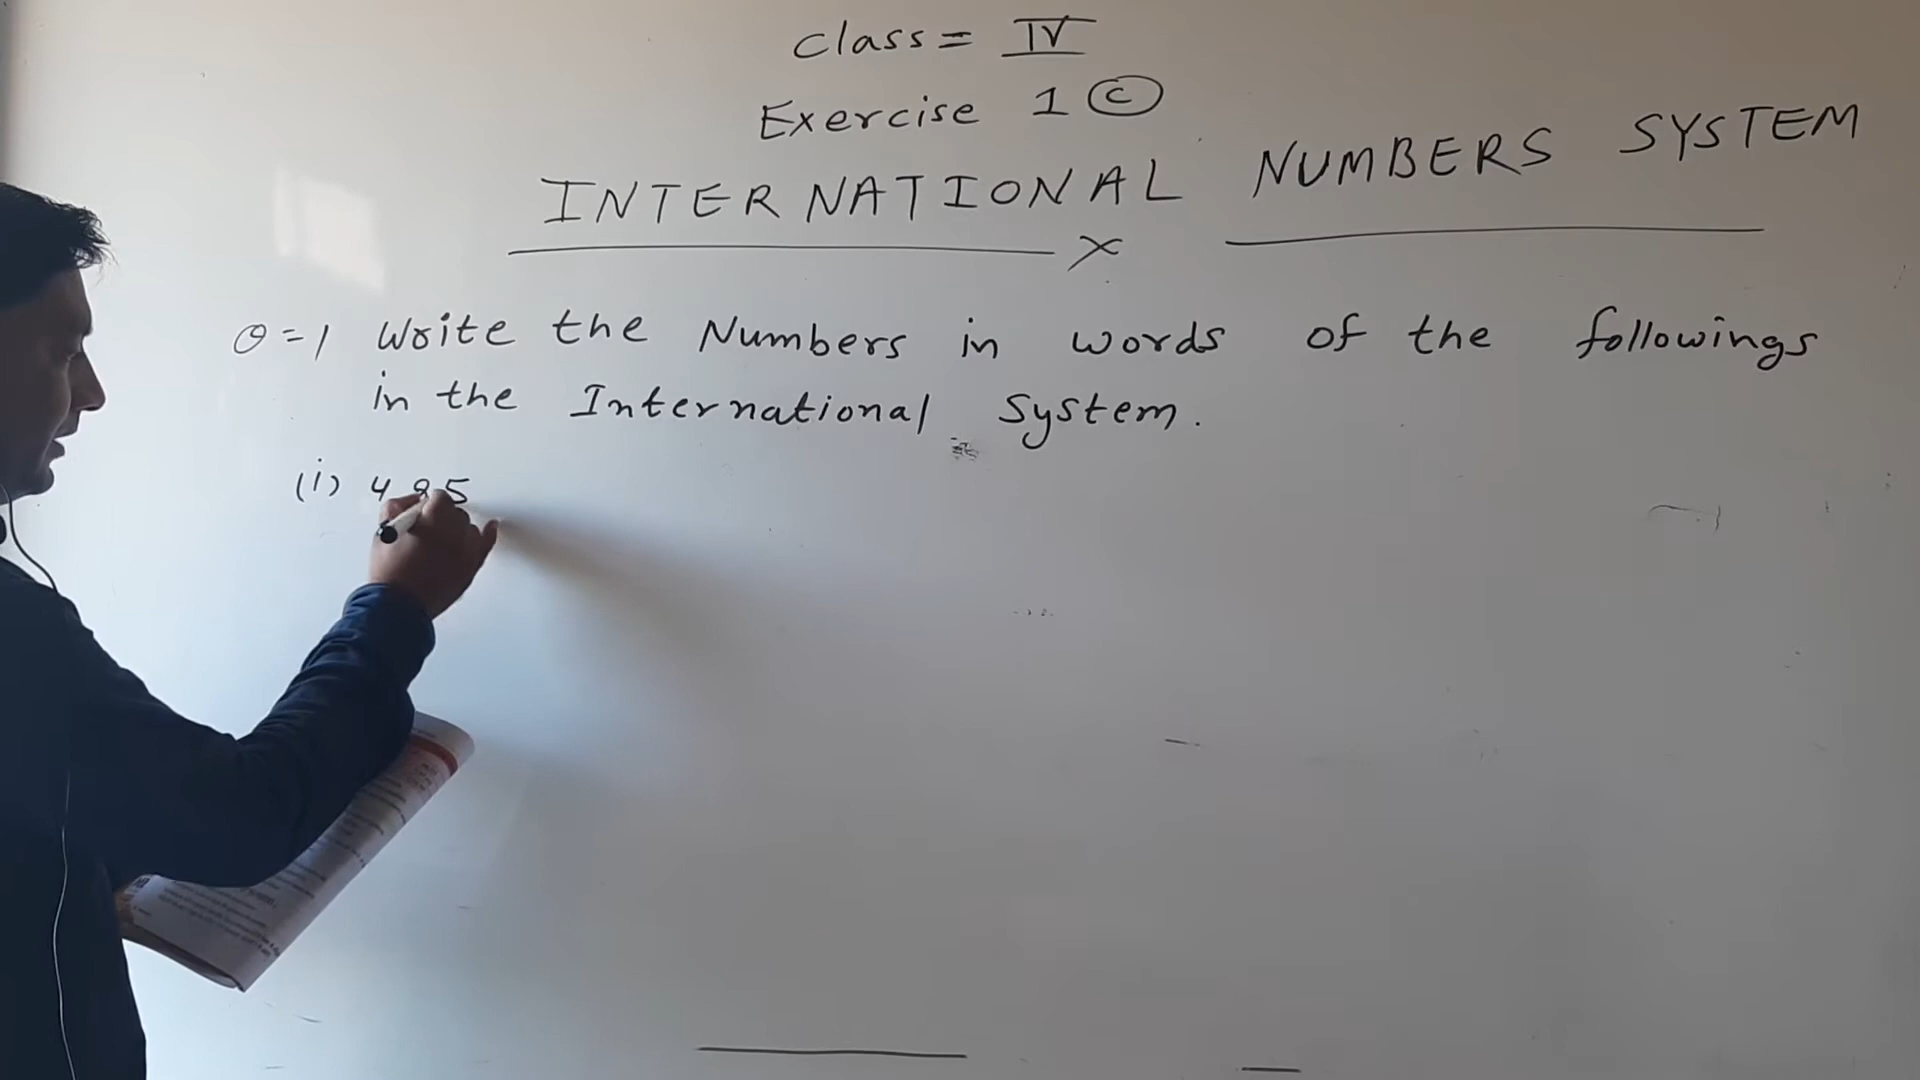 Class = IV
Exercise 1 (C)
INTERNATIONAL NUMBERS SYSTEM
Q=1 Write the Numbers in words of the followings
in the International System.
(i) 4